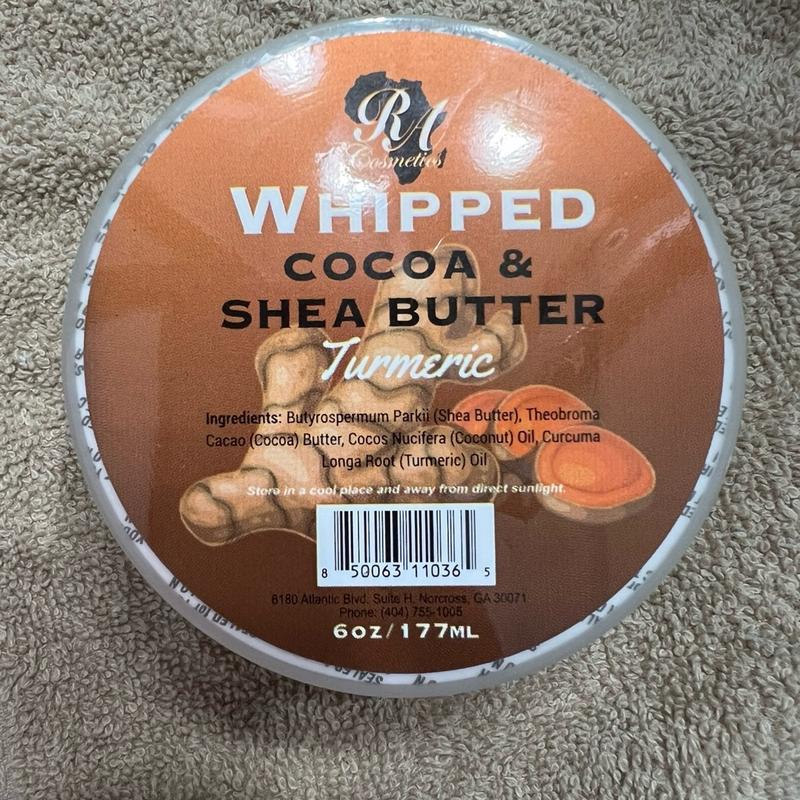 RA
Cosmetics
WHIPPED
COCOA &
SHEA BUTTER
Turmeric
Ingredients: Butyrospermum Parkii (Shea Butter), Theobroma
Cacao (Cocoa) Butter, Cocos Nucifera (Coconut) Oil, Curcuma
Longa Root (Turmeric) Oil
Store in a cool place and away from direct sunlight.
8 50063 11036 5
6180 Atlantic Blvd. Suite H, Norcross, GA 30071
Phone: (404) 755-1005
6OZ/177ML